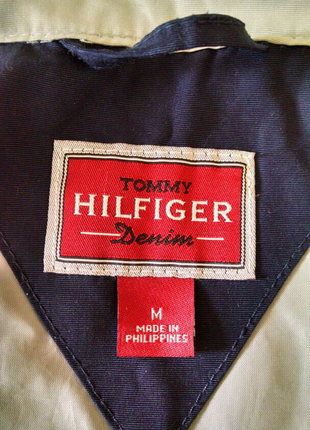 TOMMY
HILFIGER
Denim
M
MADE IN
PHILIPPINES